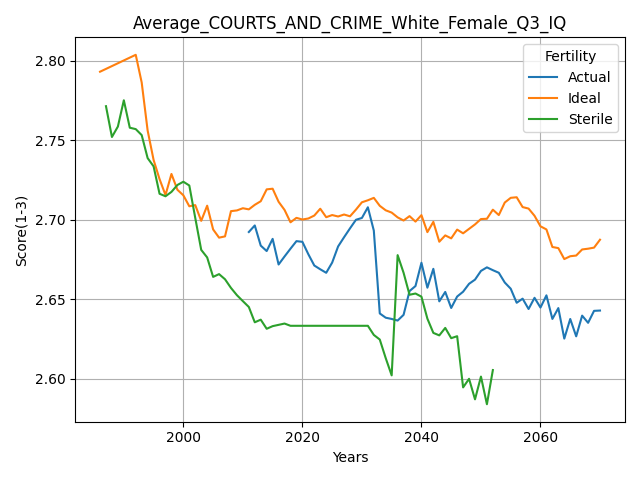 Average_COURTS_AND_CRIME_White_Female_Q3_IQ
Fertility
Actual
Ideal
Sterile
Score(1-3)
2.80
2.75
2.70
2.65
2.60
2000
2020
2040
2060
Years